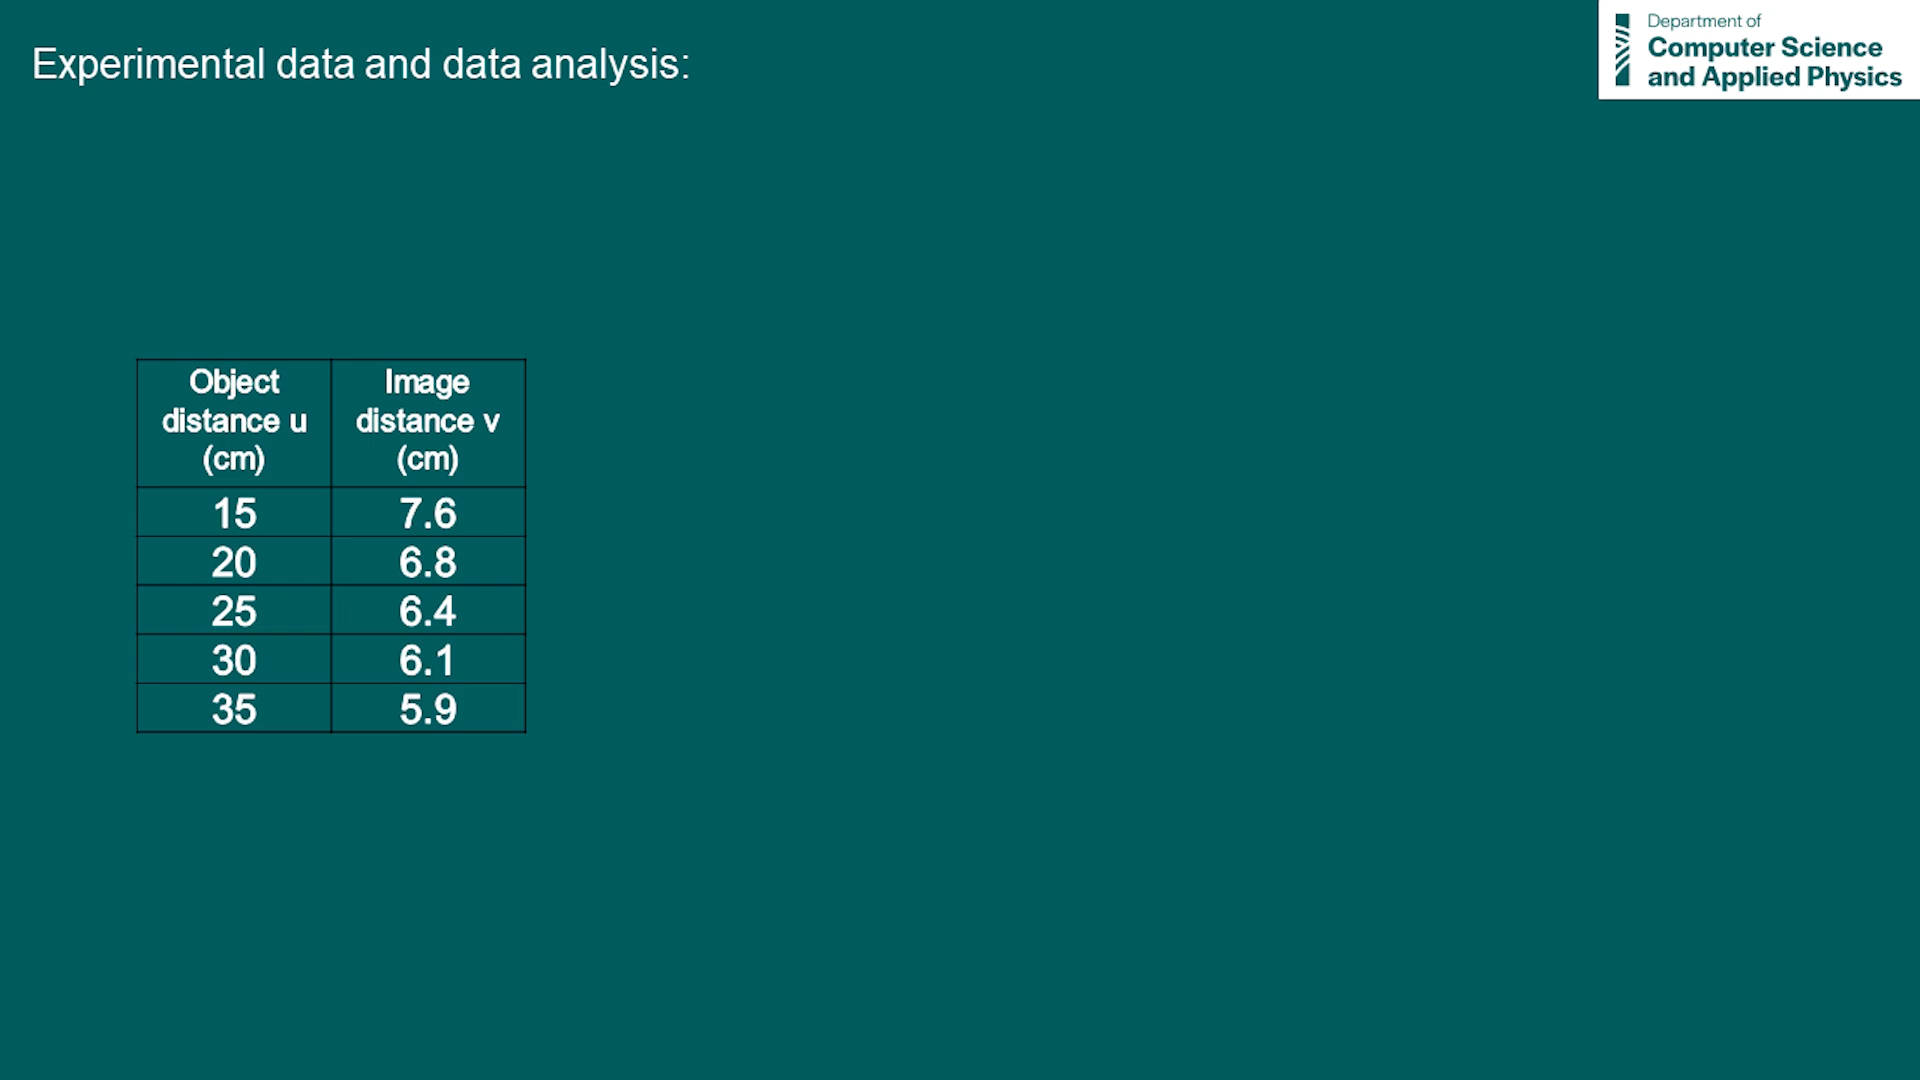 Experimental data and data analysis:
Department of
Computer Science
and Applied Physics
Object
distance u
(cm)
Image
distance v
(cm)
15 7.6
20 6.8
25 6.4
30 6.1
35 5.9